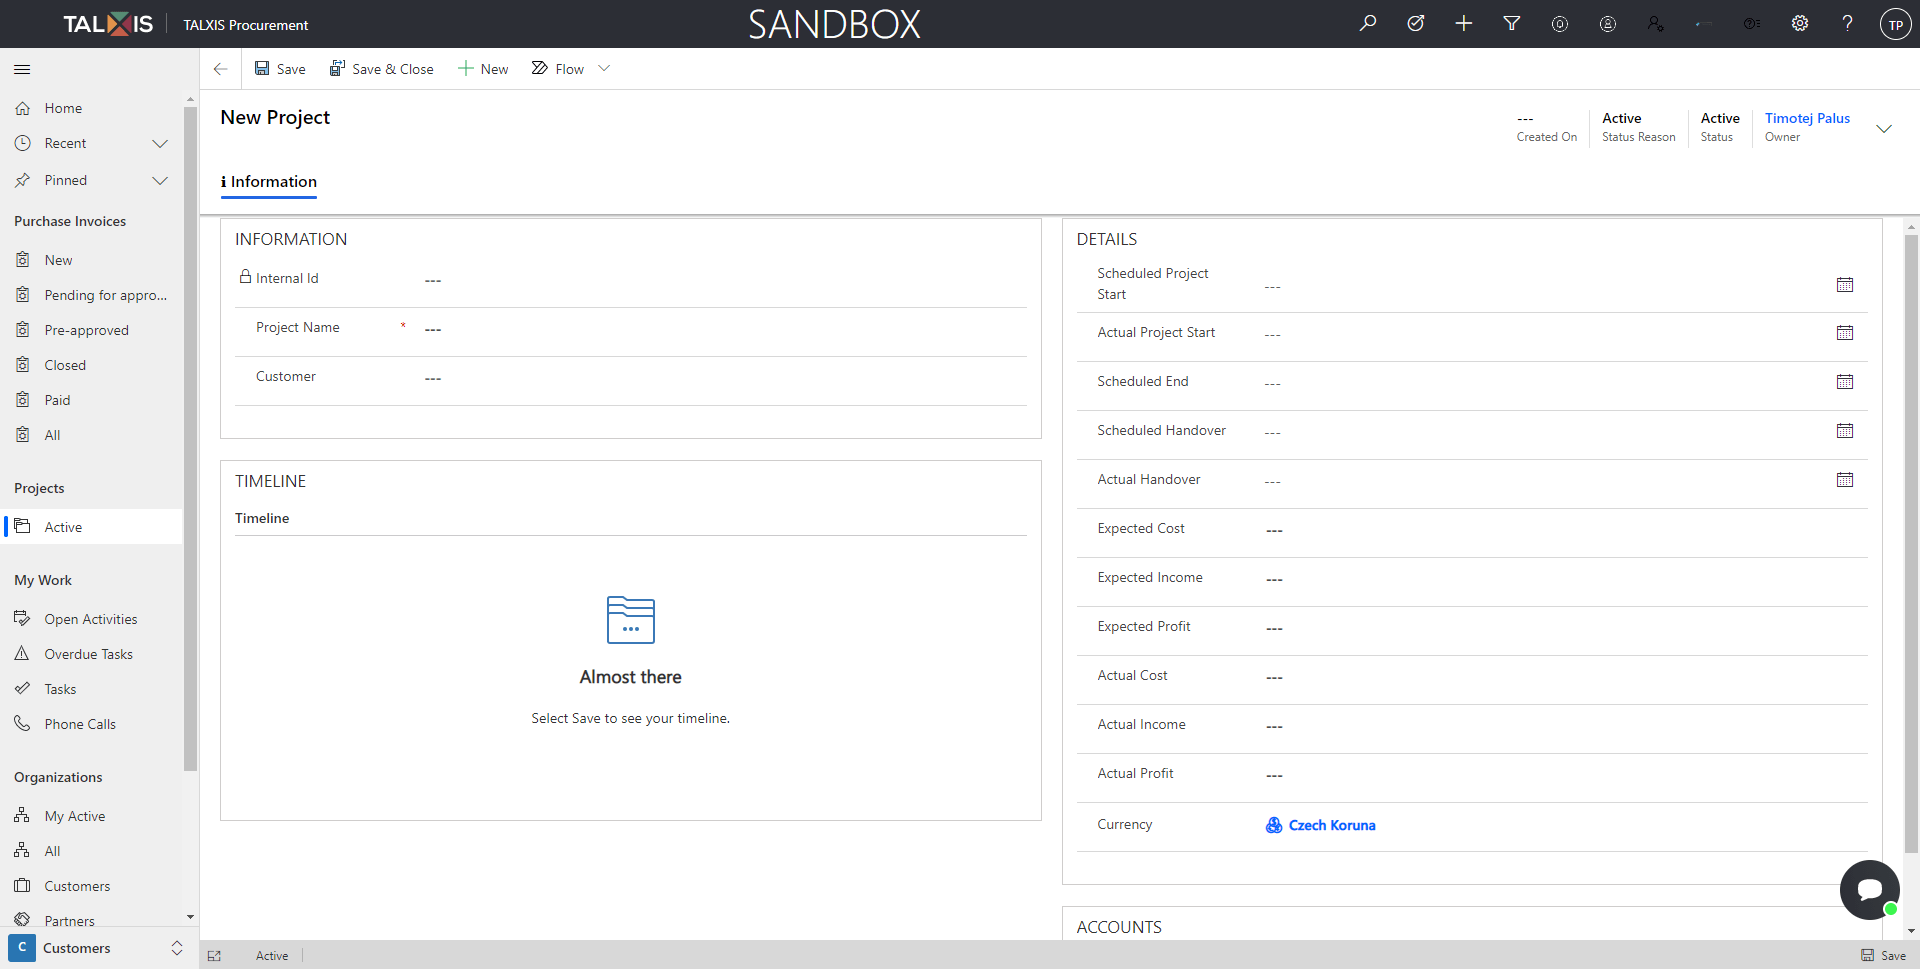 TALXIS
TALXIS Procurement
SANDBOX
TP
Save
Save & Close
New
Flow
Home
Recent
Pinned
Purchase Invoices
New
Pending for appro...
Pre-approved
Closed
Paid
All
Projects
Active
My Work
Open Activities
Overdue Tasks
Tasks
Phone Calls
Organizations
My Active
All
Customers
Partners
C
Customers
New Project
---
Created On
Active
Status Reason
Active
Status
Timotej Palus
Owner
Information
INFORMATION
Internal Id ---
Project Name * ---
Customer ---
TIMELINE
Timeline
Almost there
Select Save to see your timeline.
DETAILS
Scheduled Project
Start ---
Actual Project Start ---
Scheduled End ---
Scheduled Handover ---
Actual Handover ---
Expected Cost ---
Expected Income ---
Expected Profit ---
Actual Cost ---
Actual Income ---
Actual Profit ---
Currency Czech Koruna
ACCOUNTS
Active
Save